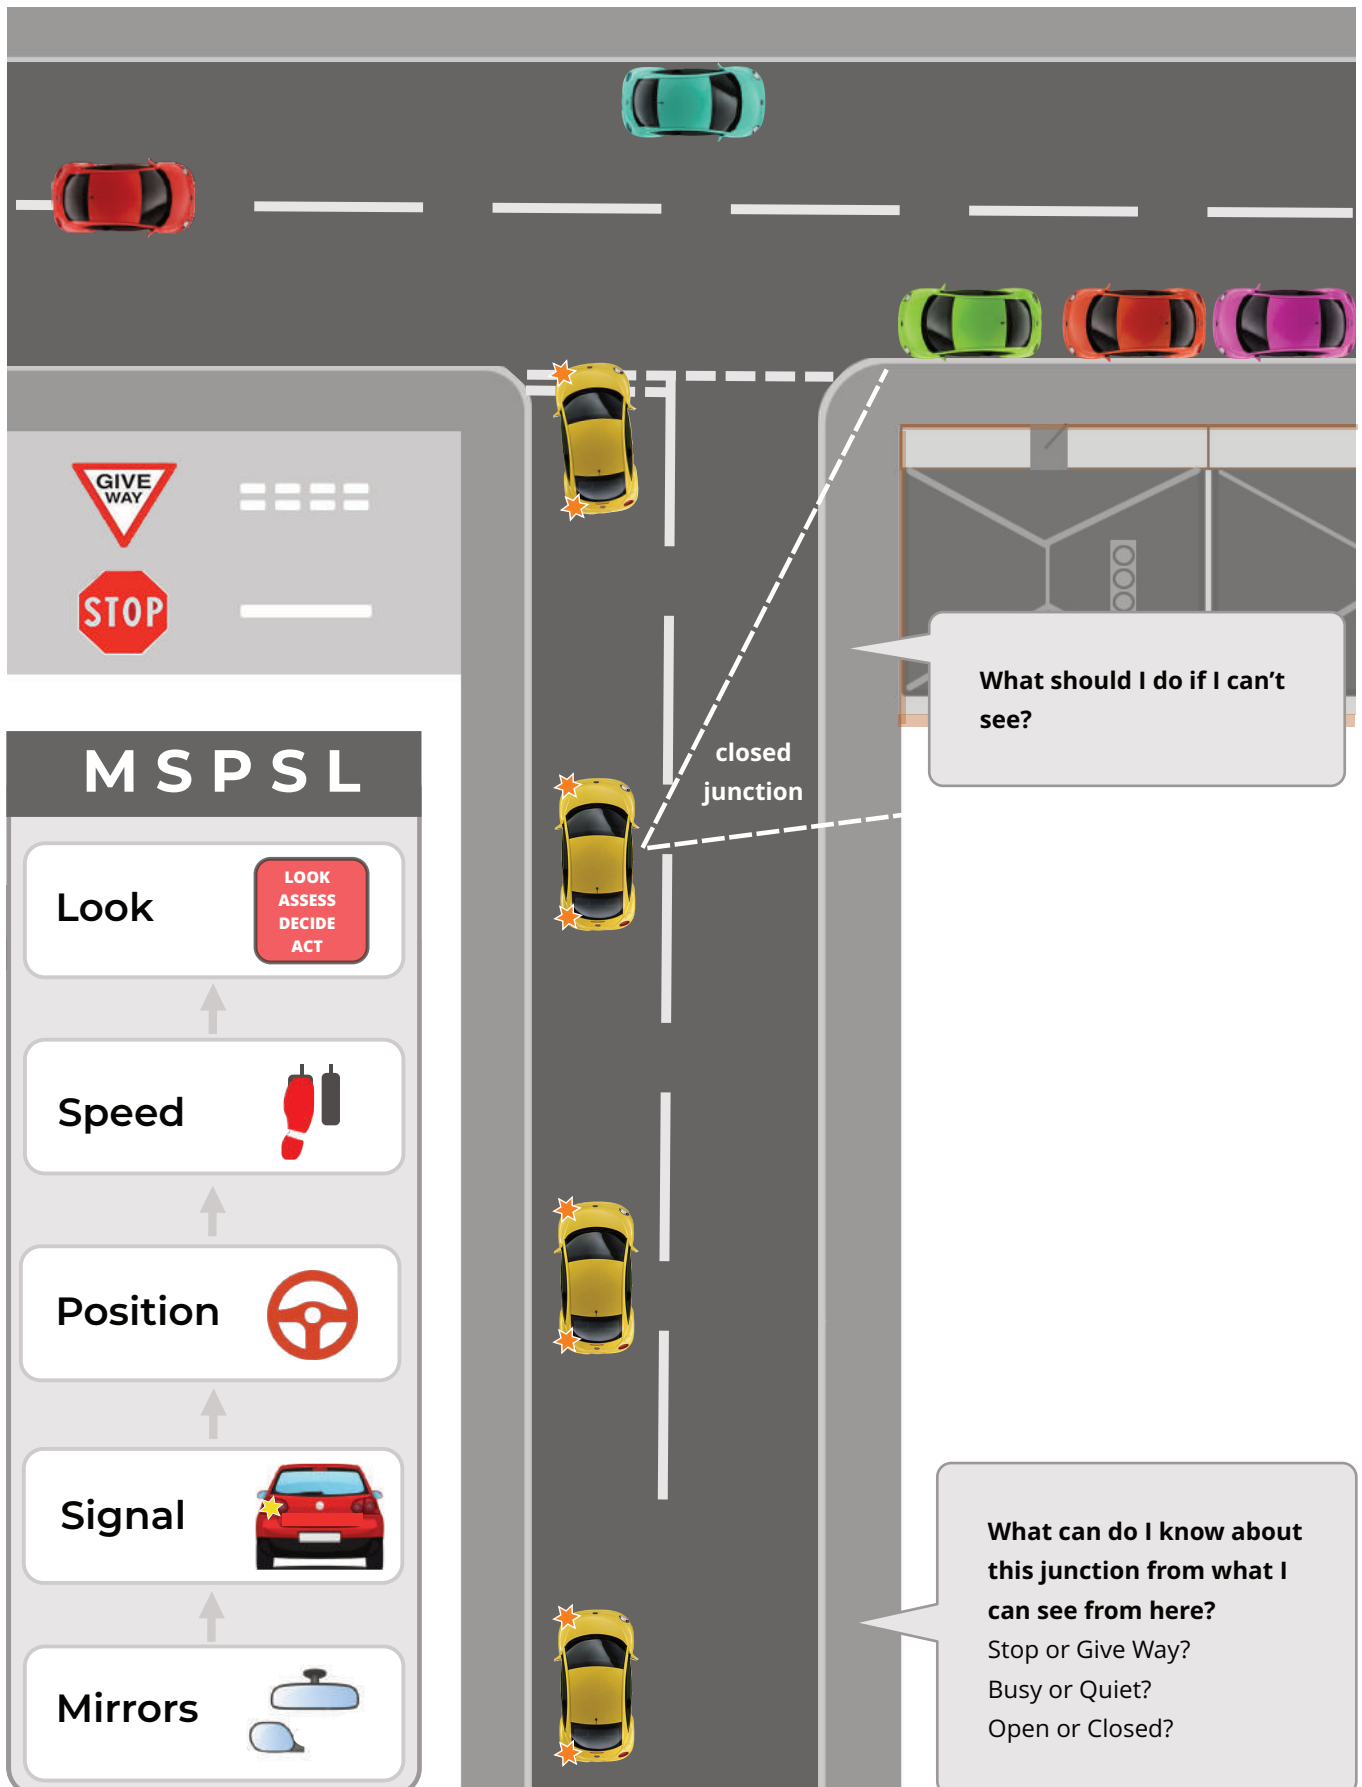 GIVE
WAY
STOP
What should I do if I can’t
see?
closed
junction
M S P S L
Look
LOOK
ASSESS
DECIDE
ACT
Speed
Position
Signal
Mirrors
What can do I know about
this junction from what I
can see from here?
Stop or Give Way?
Busy or Quiet?
Open or Closed?